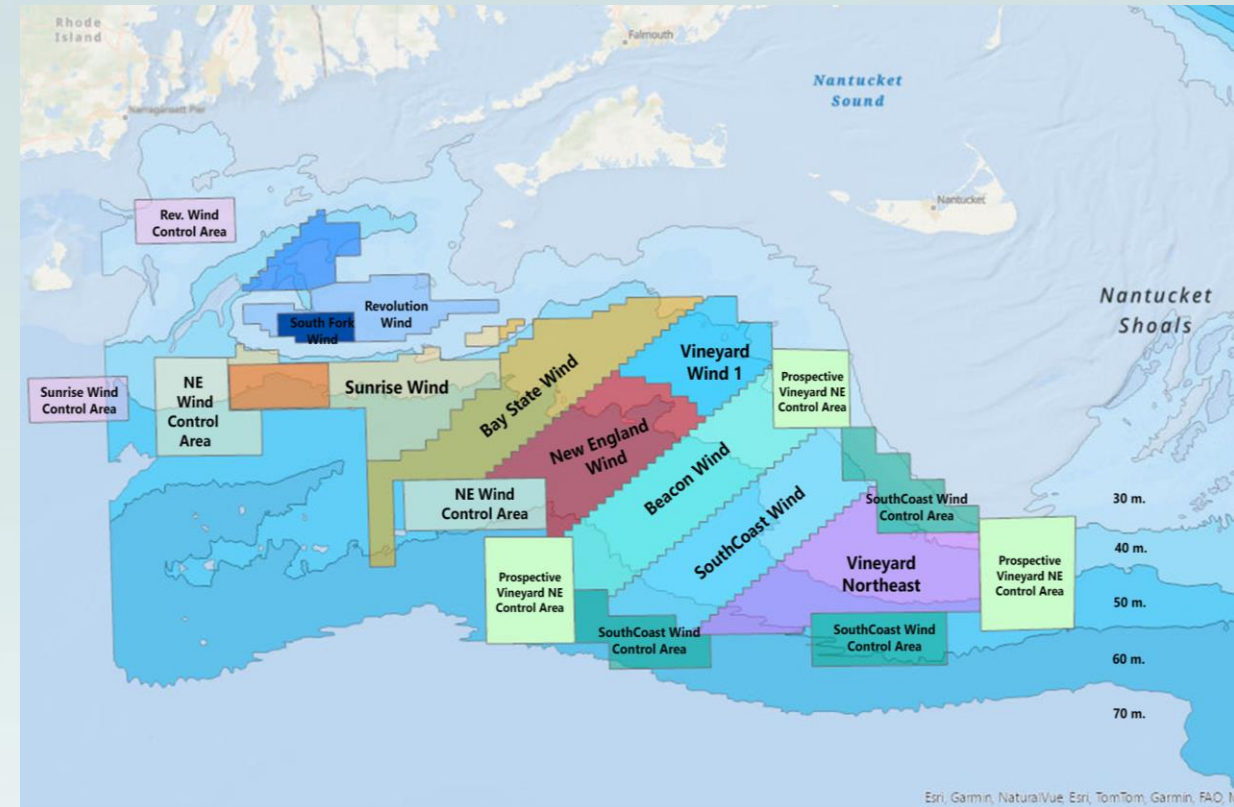 Rhode
Island
Falmouth
Nantucket
Sound
Narragansett Pier
Nantucket
Rev. Wind
Control Area
Revolution
Wind
South Fork
Wind
Nantucket
Shoals
Sunrise Wind
Control Area
NE
Wind
Control
Area
Sunrise Wind
Bay State Wind
Vineyard
Wind 1
Prospective
Vineyard NE
Control Area
New England
Wind
Beacon Wind
NE Wind
Control Area
SouthCoast Wind
SouthCoast Wind
Control Area
30 m.
40 m.
50 m.
60 m.
70 m.
Prospective
Vineyard NE
Control Area
Vineyard
Northeast
Prospective
Vineyard NE
Control Area
SouthCoast Wind
Control Area
SouthCoast Wind
Control Area
Esri, Garmin, NaturalVue, Esri, TomTom, Garmin, FAO,